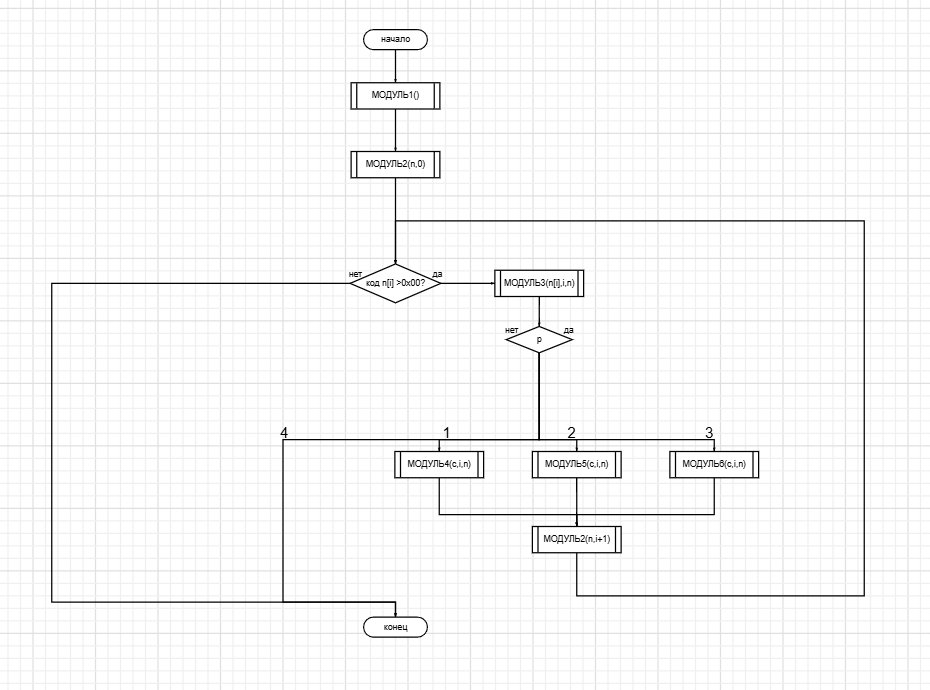 начало
МОДУЛЬ1()
МОДУЛЬ2(n,0)
нет
код n[i] >0x00?
да
МОДУЛЬ3(n[i],i,n)
нет
p
да
4
1
2
3
МОДУЛЬ4(c,i,n)
МОДУЛЬ5(c,i,n)
МОДУЛЬ6(c,i,n)
МОДУЛЬ2(n,i+1)
конец